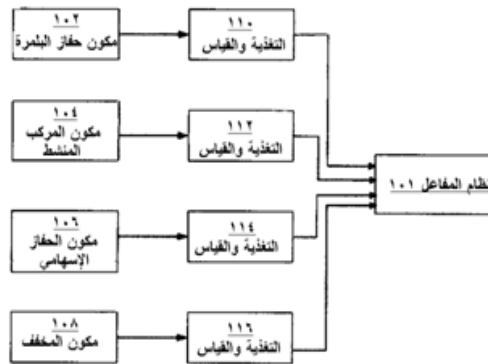 ١٠٢
مكون حفاز البلمرة
١١٠
التغذية والقياس
١٠٤
مكون المركب
المنشط
١١٢
التغذية والقياس
نظام المفاعل ١٠١
١٠٦
مكون الحفاز
الإسهامي
١١٤
التغذية والقياس
١٠٨
مكون المخفف
١١٦
التغذية والقياس